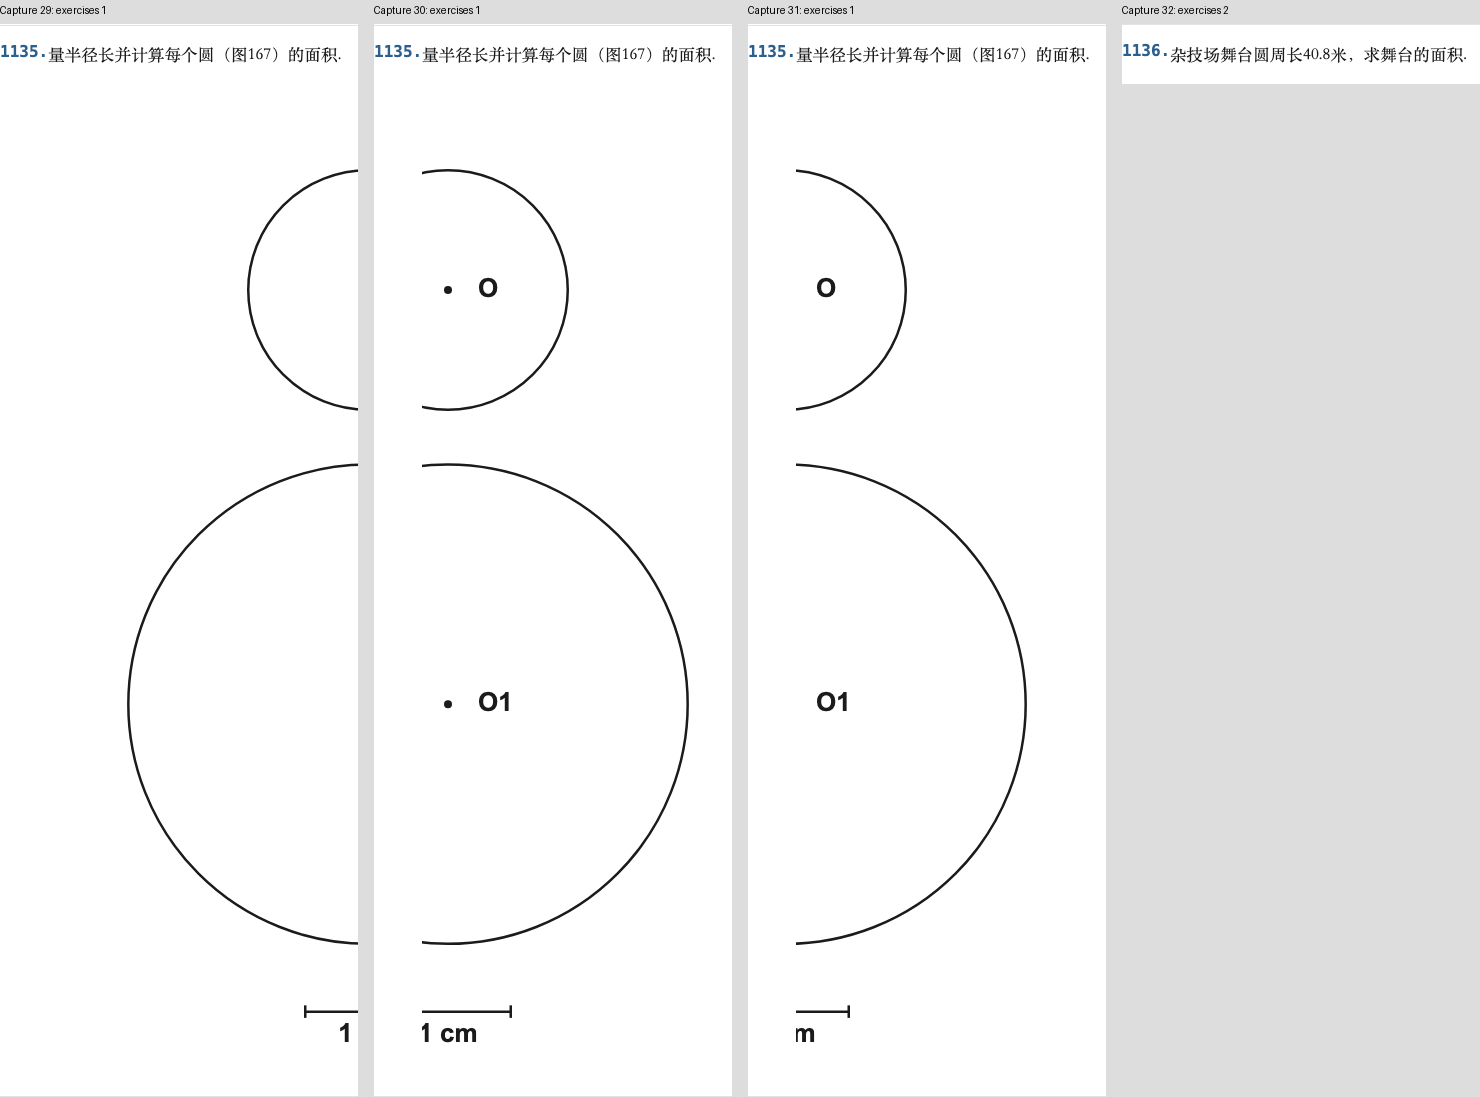 Capture 29: exercises 1
1135. 量半径长并计算每个圆（图167）的面积.
1
Capture 30: exercises 1
1135. 量半径长并计算每个圆（图167）的面积.
O
O1
1 cm
Capture 31: exercises 1
1135. 量半径长并计算每个圆（图167）的面积.
O
O1
m
Capture 32: exercises 2
1136. 杂技场舞台圆周长40.8米，求舞台的面积.